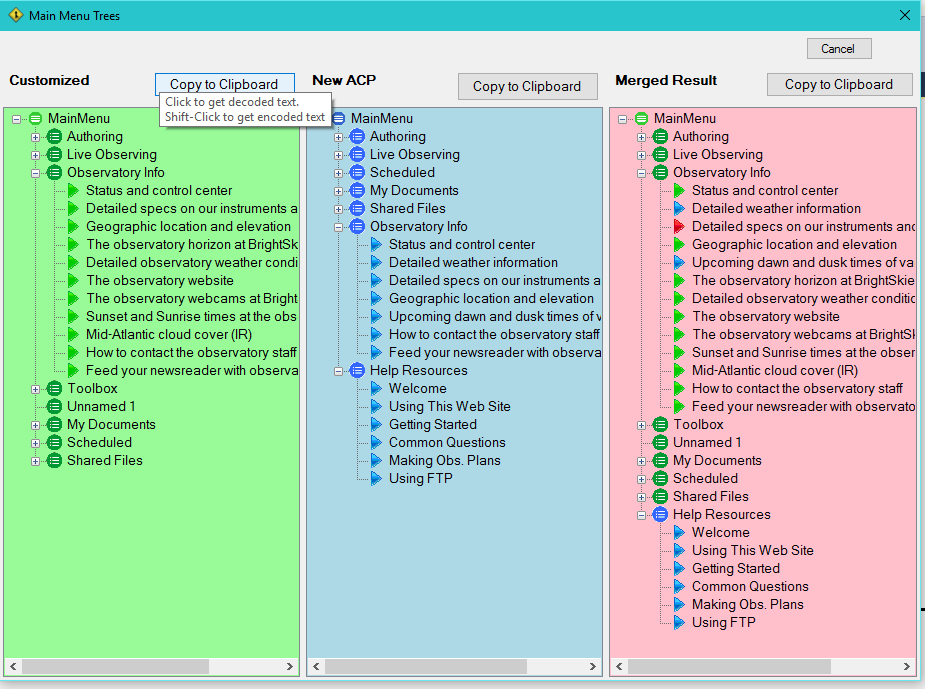 Main Menu Trees
Cancel
Customized
Copy to Clipboard
New ACP
Copy to Clipboard
Merged Result
Copy to Clipboard
Click to get decoded text.
Shift-Click to get encoded text
MainMenu
Authoring
Live Observing
Observatory Info
Status and control center
Detailed specs on our instruments a
Geographic location and elevation
The observatory horizon at BrightSk
Detailed observatory weather condi
The observatory website
The observatory webcams at Bright
Sunset and Sunrise times at the obs
Mid-Atlantic cloud cover (IR)
How to contact the observatory staff
Feed your newsreader with observa
Toolbox
Unnamed 1
My Documents
Scheduled
Shared Files
MainMenu
Authoring
Live Observing
Scheduled
My Documents
Shared Files
Observatory Info
Status and control center
Detailed weather information
Detailed specs on our instruments a
Geographic location and elevation
Upcoming dawn and dusk times of v
How to contact the observatory staff
Feed your newsreader with observa
Help Resources
Welcome
Using This Web Site
Getting Started
Common Questions
Making Obs. Plans
Using FTP
MainMenu
Authoring
Live Observing
Observatory Info
Status and control center
Detailed weather information
Detailed specs on our instruments and
Geographic location and elevation
Upcoming dawn and dusk times of va
The observatory horizon at BrightSkie
Detailed observatory weather conditic
The observatory website
The observatory webcams at BrightSk
Sunset and Sunrise times at the obser
Mid-Atlantic cloud cover (IR)
How to contact the observatory staff
Feed your newsreader with observato
Toolbox
Unnamed 1
My Documents
Scheduled
Shared Files
Help Resources
Welcome
Using This Web Site
Getting Started
Common Questions
Making Obs. Plans
Using FTP